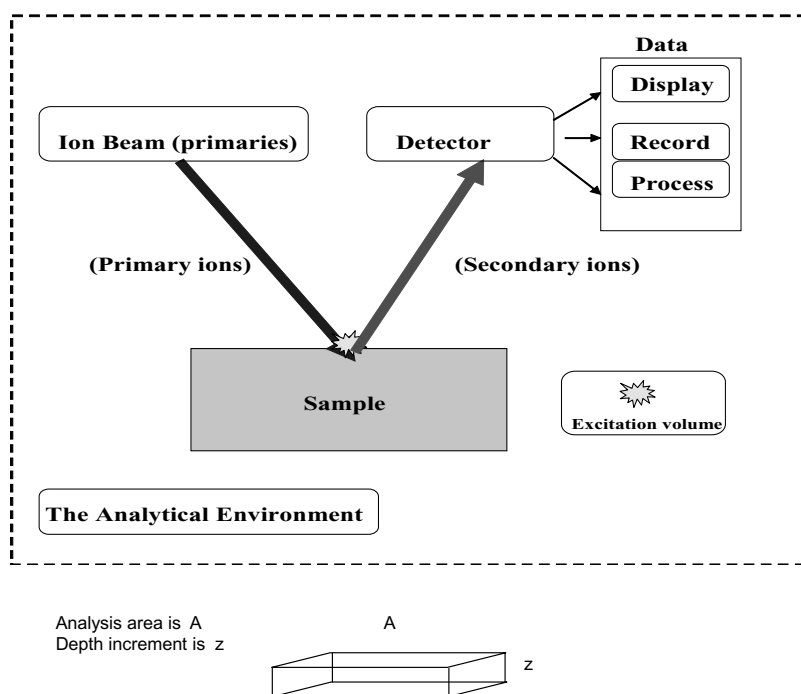 Data
Display
Ion Beam (primaries)
Detector
Record
Process
(Primary ions)
(Secondary ions)
Sample
Excitation volume
The Analytical Environment
Analysis area is A
A
Depth increment is z
z